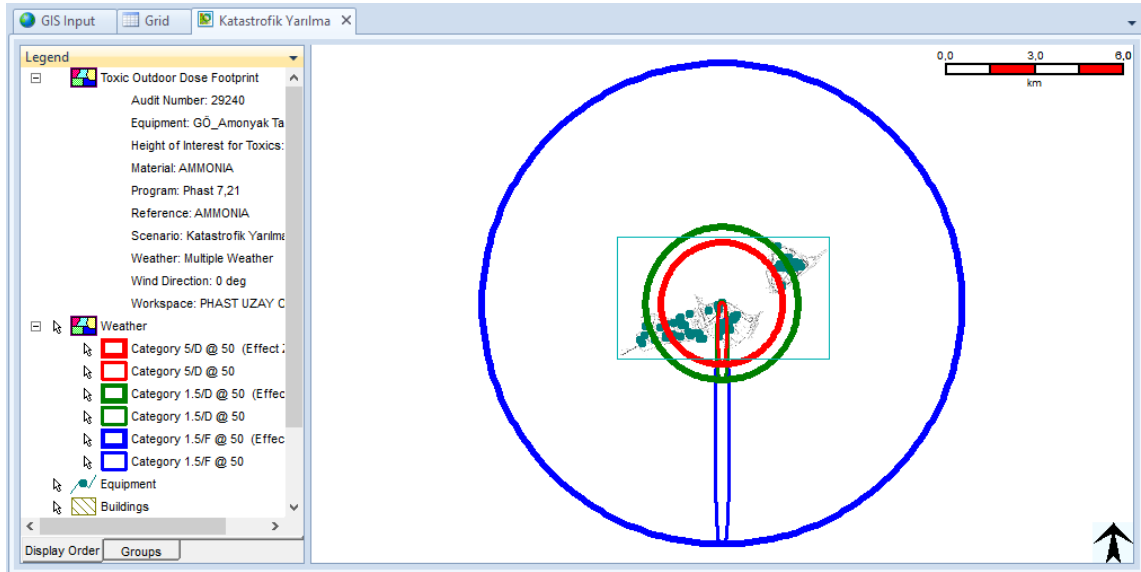 GIS Input Grid Katastrofik Yarılma
Legend
Toxic Outdoor Dose Footprint
Audit Number: 29240
Equipment: GÖ_Amonyak Ta
Height of Interest for Toxics:
Material: AMMONIA
Program: Phast 7,21
Reference: AMMONIA
Scenario: Katastrofik Yarılma
Weather: Multiple Weather
Wind Direction: 0 deg
Workspace: PHAST UZAY C
Weather
Category 5/D @ 50 (Effect Z
Category 5/D @ 50
Category 1.5/D @ 50 (Effec
Category 1.5/D @ 50
Category 1.5/F @ 50 (Effec
Category 1.5/F @ 50
Equipment
Buildings
Display Order Groups
0,0 3,0 6,0
km